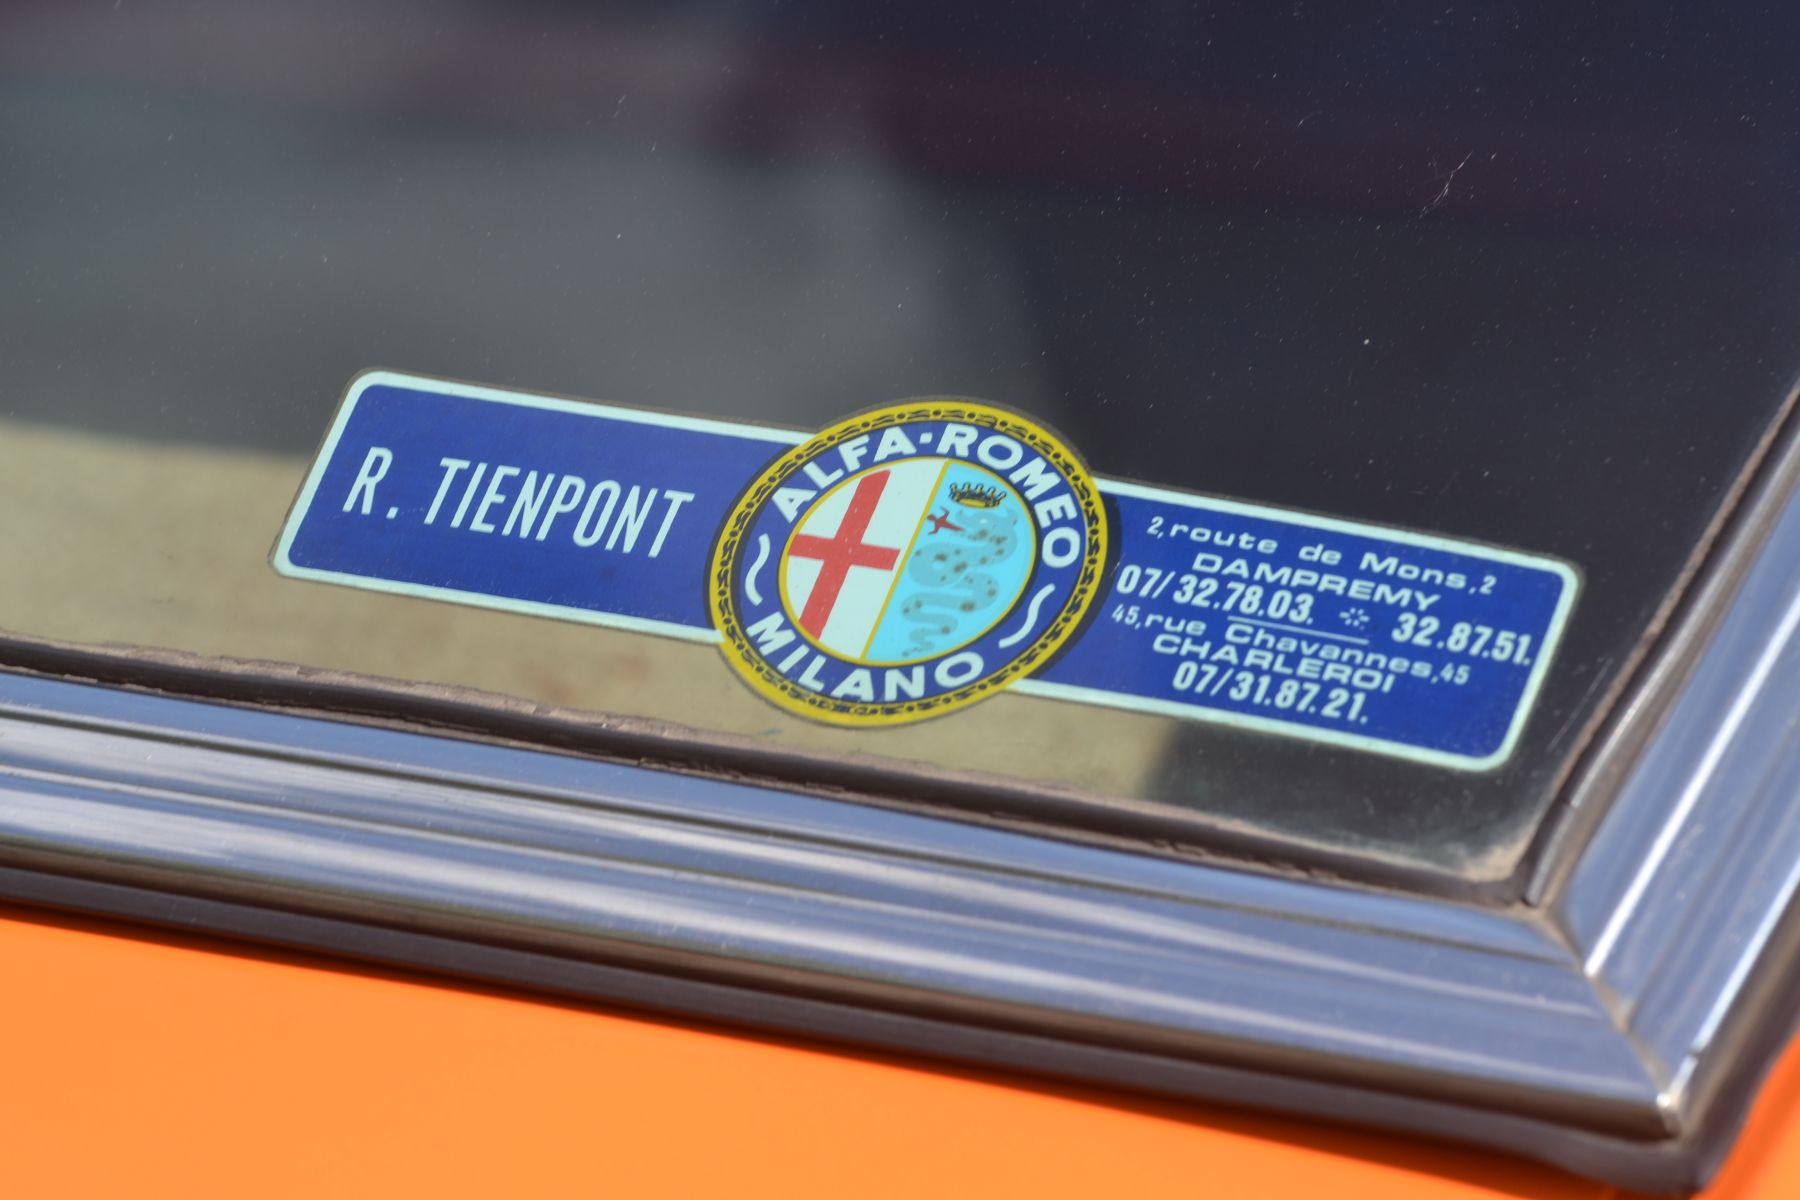 R. TIENPONT
ALFA·ROMEO
MILANO
2, route de Mons, 2
DAMPREMY
07/32.78.03. 32.87.51.
45, rue Chavannes, 45
CHARLEROI
07/31.87.21.